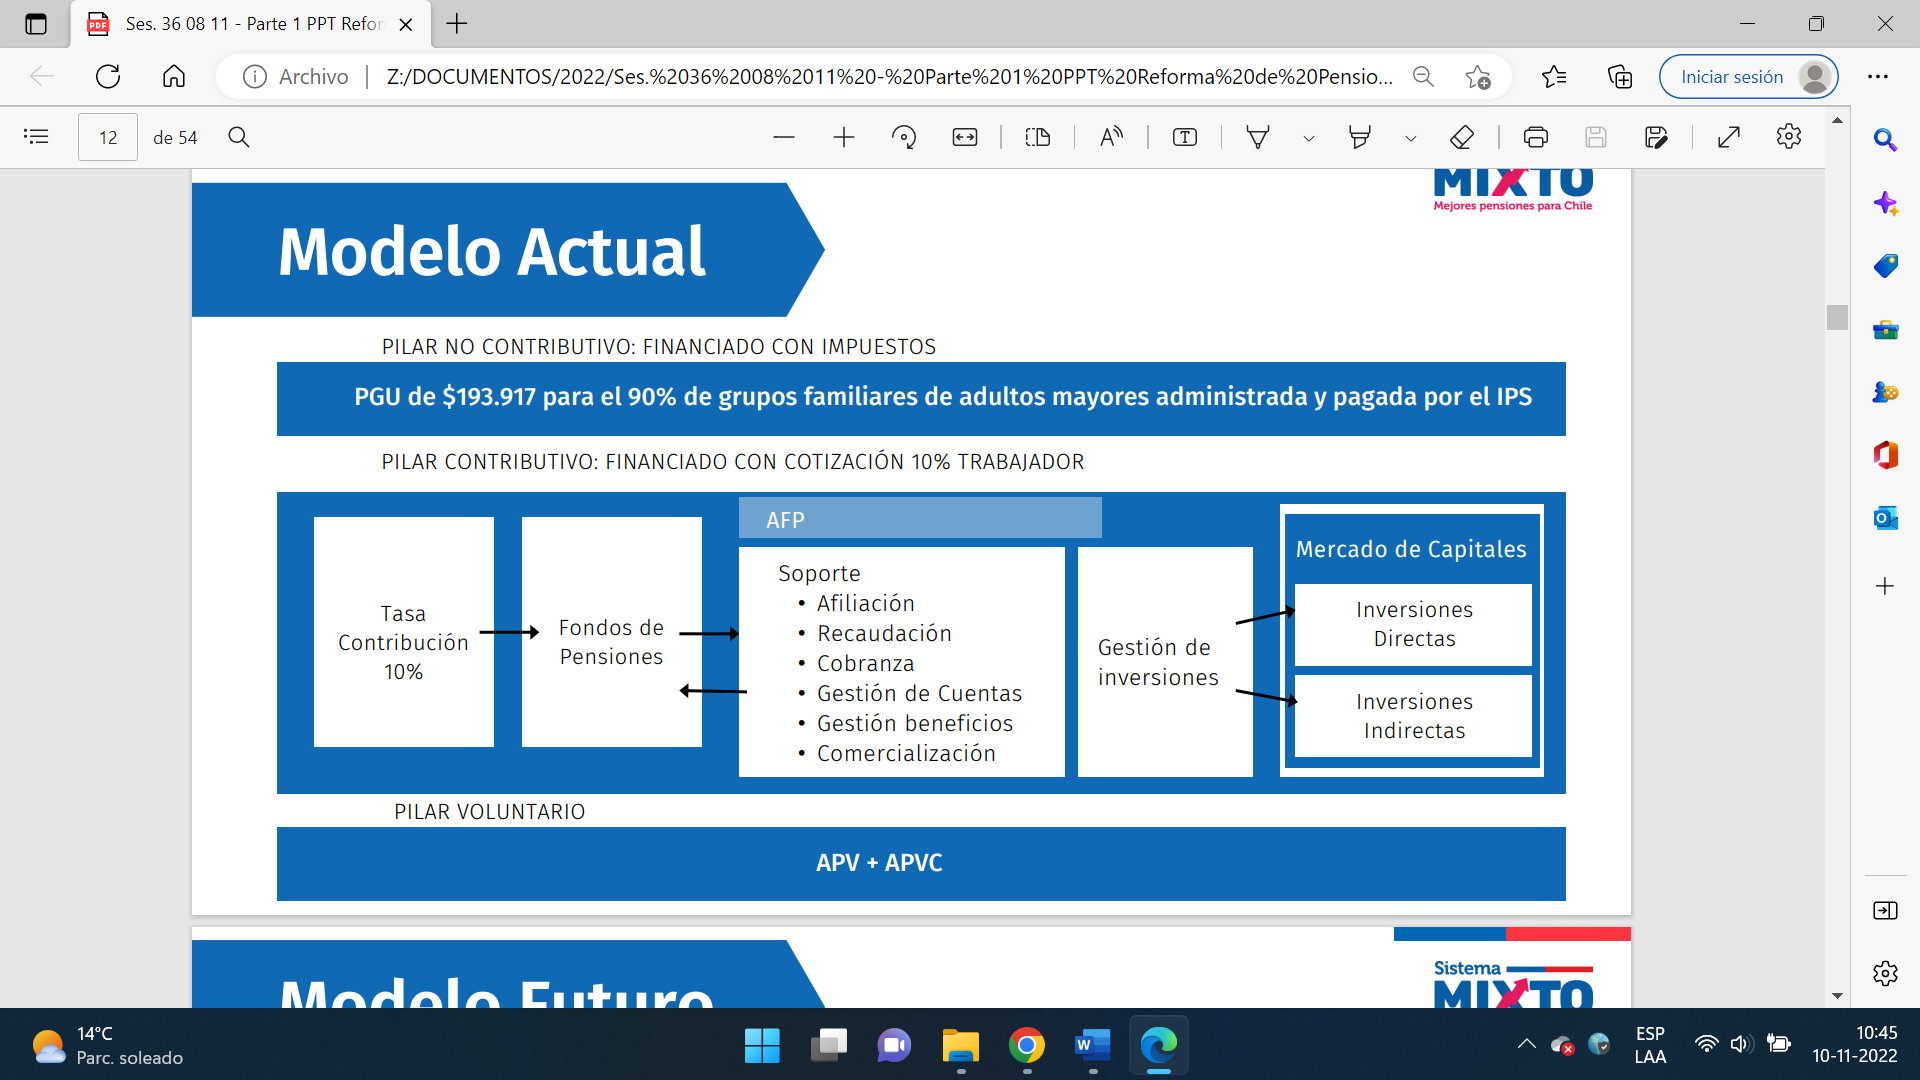 Ses. 36 08 11 - Parte 1 PPT Refor
Archivo
Z:/DOCUMENTOS/2022/Ses.%2036%2008%2011%20-%20Parte%201%20PPT%20Reforma%20de%20Pensio...
Iniciar sesión
12
de 54
MIXTO
Mejores pensiones para Chile
Modelo Actual
PILAR NO CONTRIBUTIVO: FINANCIADO CON IMPUESTOS
PGU de $193.917 para el 90% de grupos familiares de adultos mayores administrada y pagada por el IPS
PILAR CONTRIBUTIVO: FINANCIADO CON COTIZACIÓN 10% TRABAJADOR
Tasa
Contribución
10%
Fondos de
Pensiones
AFP
Soporte
• Afiliación
• Recaudación
• Cobranza
• Gestión de Cuentas
• Gestión beneficios
• Comercialización
Gestión de
inversiones
Mercado de Capitales
Inversiones
Directas
Inversiones
Indirectas
PILAR VOLUNTARIO
APV + APVC
Modelo Futuro
Sistema
MIXTO
14°C
Parc. soleado
ESP
LAA
10:45
10-11-2022